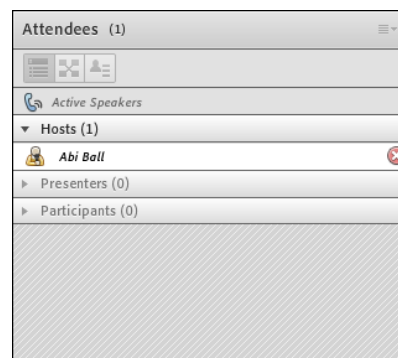 Attendees (1)
Active Speakers
Hosts (1)
Abi Ball
Presenters (0)
Participants (0)